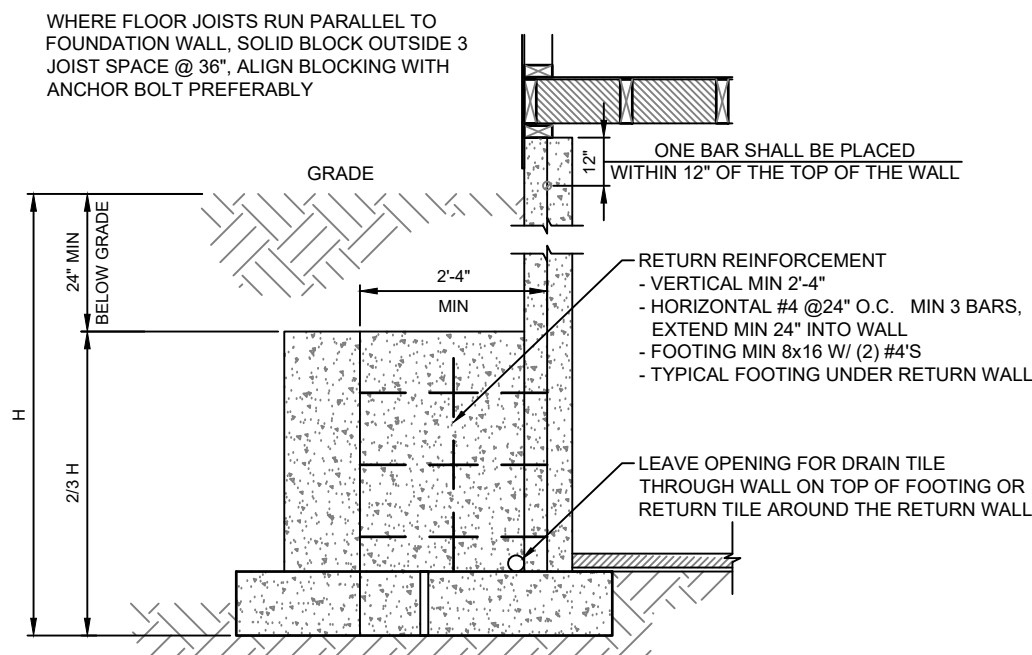 WHERE FLOOR JOISTS RUN PARALLEL TO
FOUNDATION WALL, SOLID BLOCK OUTSIDE 3
JOIST SPACE @ 36", ALIGN BLOCKING WITH
ANCHOR BOLT PREFERABLY
12"
ONE BAR SHALL BE PLACED
WITHIN 12" OF THE TOP OF THE WALL
GRADE
24" MIN
BELOW GRADE
2'-4"
MIN
RETURN REINFORCEMENT
- VERTICAL MIN 2'-4"
- HORIZONTAL #4 @24" O.C. MIN 3 BARS,
EXTEND MIN 24" INTO WALL
- FOOTING MIN 8x16 W/ (2) #4'S
- TYPICAL FOOTING UNDER RETURN WALL
H
2/3 H
LEAVE OPENING FOR DRAIN TILE
THROUGH WALL ON TOP OF FOOTING OR
RETURN TILE AROUND THE RETURN WALL